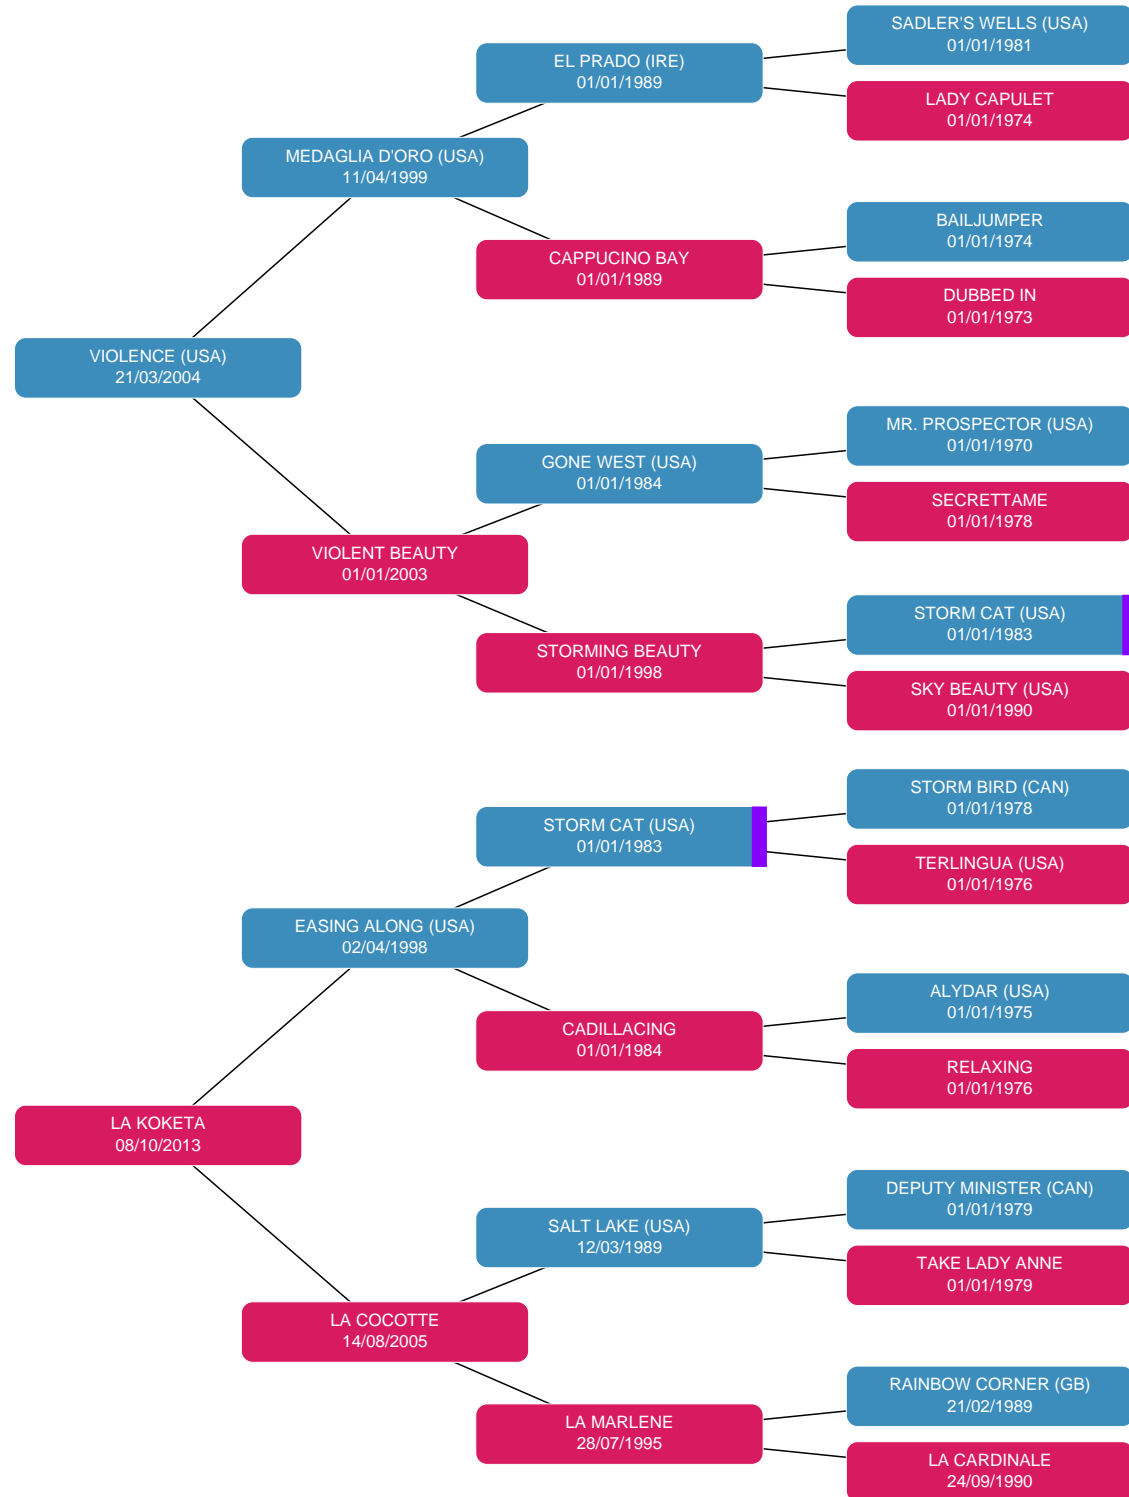 SADLER'S WELLS (USA)
01/01/1981
EL PRADO (IRE)
01/01/1989
LADY CAPULET
01/01/1974
MEDAGLIA D'ORO (USA)
11/04/1999
BAILJUMPER
01/01/1974
CAPPUCINO BAY
01/01/1989
DUBBED IN
01/01/1973
VIOLENCE (USA)
21/03/2004
MR. PROSPECTOR (USA)
01/01/1970
GONE WEST (USA)
01/01/1984
SECRETTAME
01/01/1978
VIOLENT BEAUTY
01/01/2003
STORM CAT (USA)
01/01/1983
STORMING BEAUTY
01/01/1998
SKY BEAUTY (USA)
01/01/1990
STORM BIRD (CAN)
01/01/1978
STORM CAT (USA)
01/01/1983
TERLINGUA (USA)
01/01/1976
EASING ALONG (USA)
02/04/1998
ALYDAR (USA)
01/01/1975
CADILLACING
01/01/1984
RELAXING
01/01/1976
LA KOKETA
08/10/2013
DEPUTY MINISTER (CAN)
01/01/1979
SALT LAKE (USA)
12/03/1989
TAKE LADY ANNE
01/01/1979
LA COCOTTE
14/08/2005
RAINBOW CORNER (GB)
21/02/1989
LA MARLENE
28/07/1995
LA CARDINALE
24/09/1990